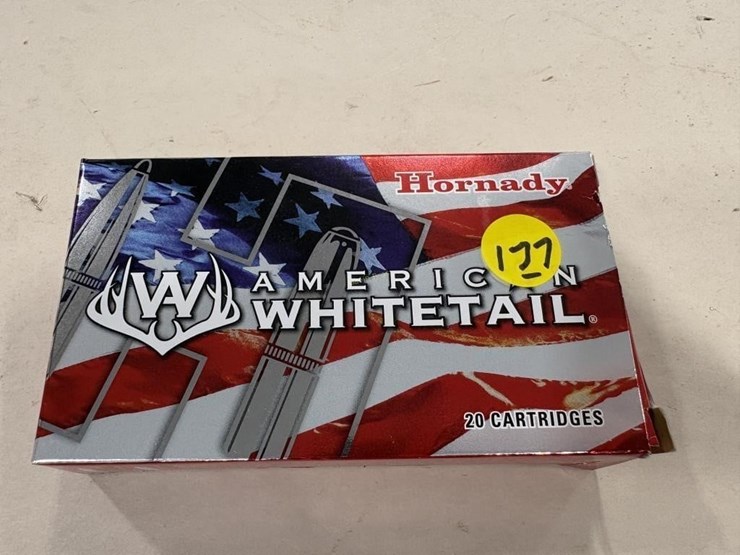 Hornady®
177
AMERICAN
WHITETAIL®
20 CARTRIDGES